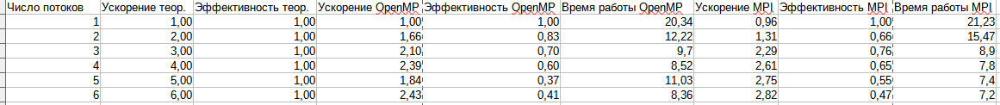 Число потоков Ускорение теор. Эффективность теор. Ускорение OpenMP Эффективность OpenMP Время работы OpenMP Ускорение MPI Эффективность MPI Время работы MPI
1 1,00 1,00 1,00 1,00 20,34 0,96 1,00 21,23
2 2,00 1,00 1,66 0,83 12,22 1,31 0,66 15,47
3 3,00 1,00 2,10 0,70 9,7 2,29 0,76 8,9
4 4,00 1,00 2,39 0,60 8,52 2,61 0,65 7,8
5 5,00 1,00 1,84 0,37 11,03 2,75 0,55 7,4
6 6,00 1,00 2,43 0,41 8,36 2,82 0,47 7,2